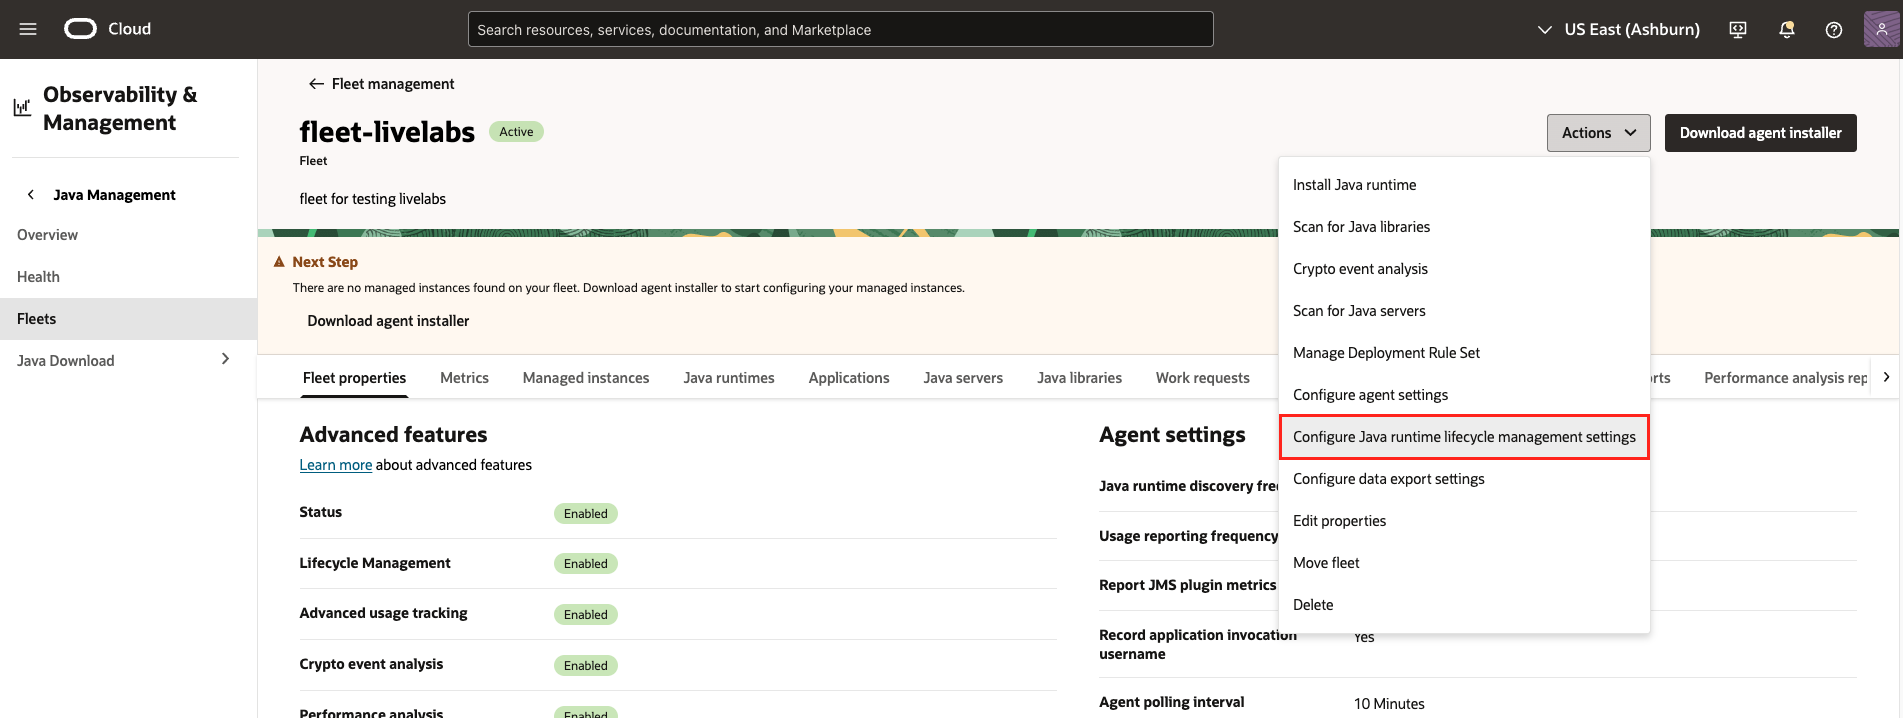 Cloud
Search resources, services, documentation, and Marketplace
US East (Ashburn)
Observability &
Management
Java Management
Overview
Health
Fleets
Java Download
Fleet management
fleet-livelabs
Active
Fleet
fleet for testing livelabs
Actions
Download agent installer
Install Java runtime
Scan for Java libraries
Crypto event analysis
Scan for Java servers
Manage Deployment Rule Set
Configure agent settings
Configure Java runtime lifecycle management settings
Configure data export settings
Edit properties
Move fleet
Delete
Next Step
There are no managed instances found on your fleet. Download agent installer to start configuring your managed instances.
Download agent installer
Fleet properties
Metrics
Managed instances
Java runtimes
Applications
Java servers
Java libraries
Work requests
Performance analysis rep
Advanced features
Learn more about advanced features
Status
Enabled
Lifecycle Management
Enabled
Advanced usage tracking
Enabled
Crypto event analysis
Enabled
Performance analysis
Enabled
Agent settings
Java runtime discovery
Usage reporting frequency
Report JMS plugin metrics
Record application invocation
username
Yes
Agent polling interval
10 Minutes